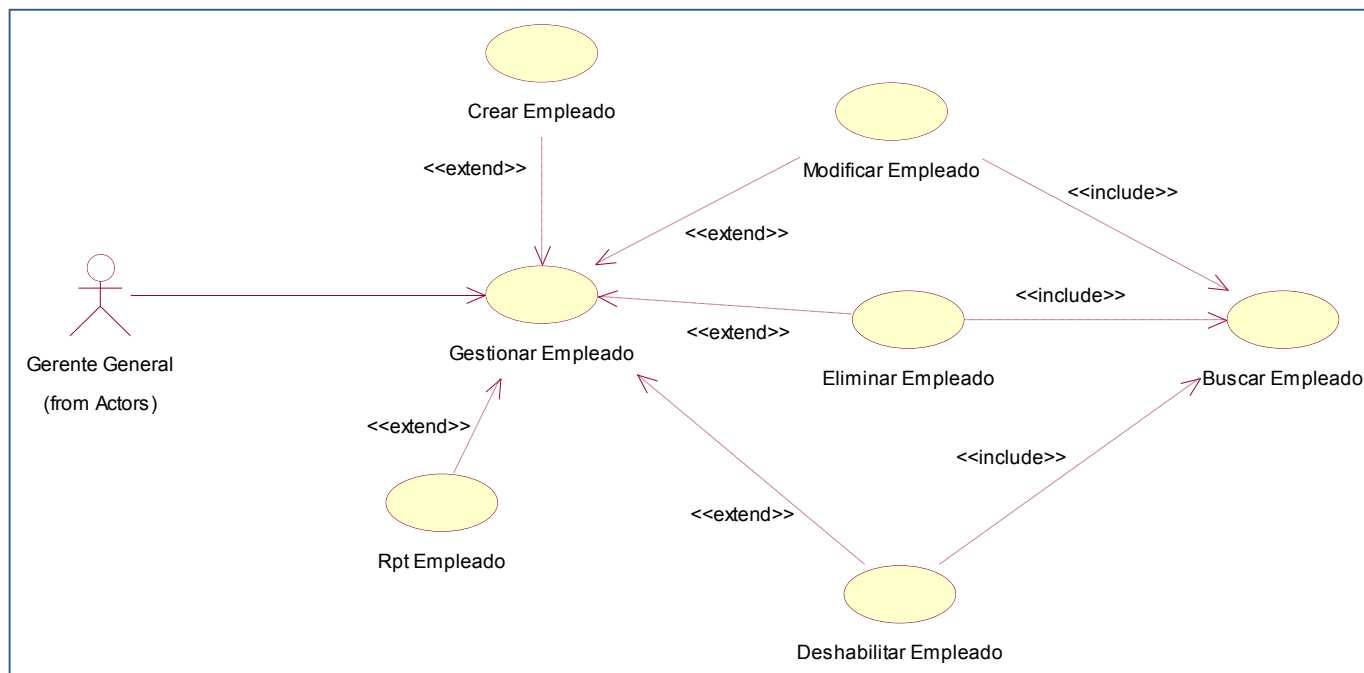 Crear Empleado
<<extend>>
Modificar Empleado
<<include>>
<<extend>>
Gerente General
(from Actors)
Gestionar Empleado
<<extend>>
<<include>>
Eliminar Empleado
Buscar Empleado
<<extend>>
Rpt Empleado
<<include>>
<<extend>>
Deshabilitar Empleado